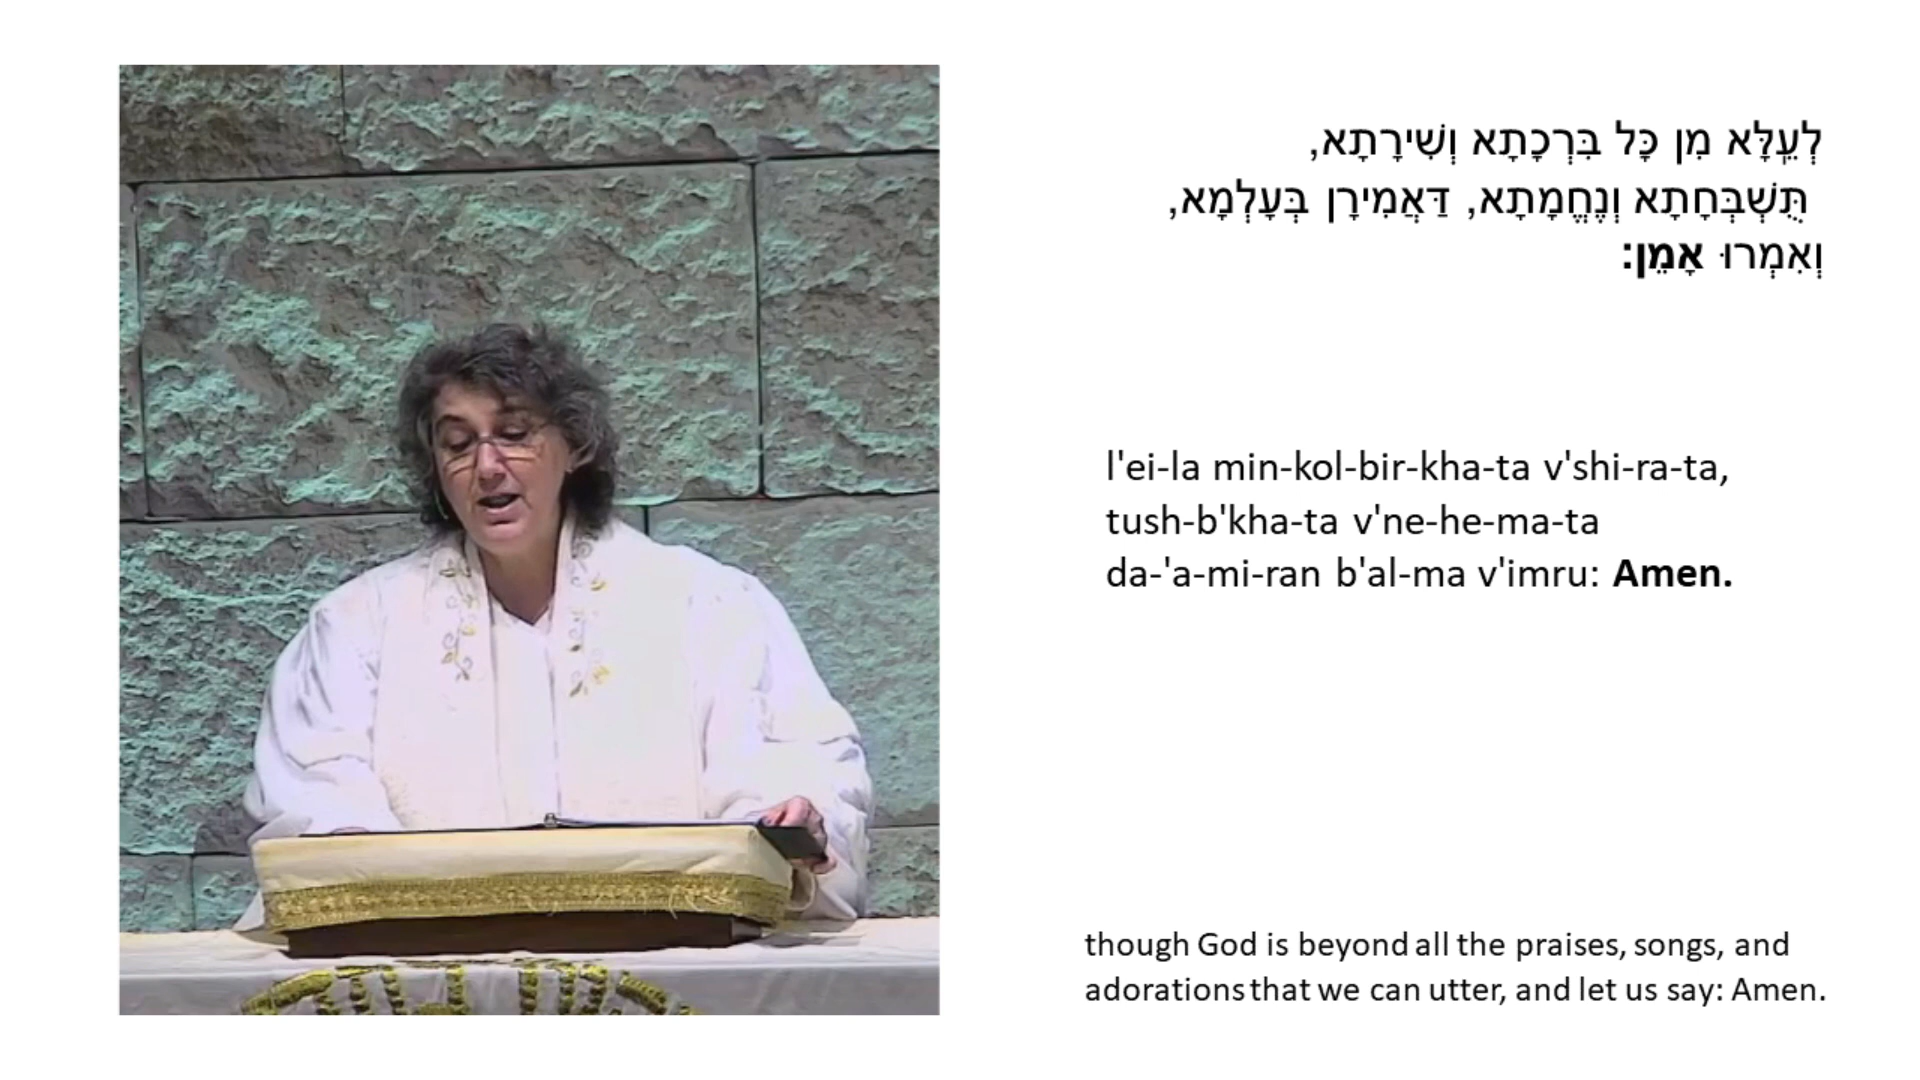 לְעֵֽלָּא מִן כָּל בִּרְכָתָא וְשִׁירָתָא,
תֻּשְׁבְּחָתָא וְנֶחֱמָתָא, דַּאֲמִירָן בְּעָלְמָא,
וְאִמְרוּ אָמֵן:
l'ei-la min-kol-bir-kha-ta v'shi-ra-ta,
tush-b'kha-ta v'ne-he-ma-ta
da-'a-mi-ran b'al-ma v'imru: Amen.
though God is beyond all the praises, songs, and
adorations that we can utter, and let us say: Amen.